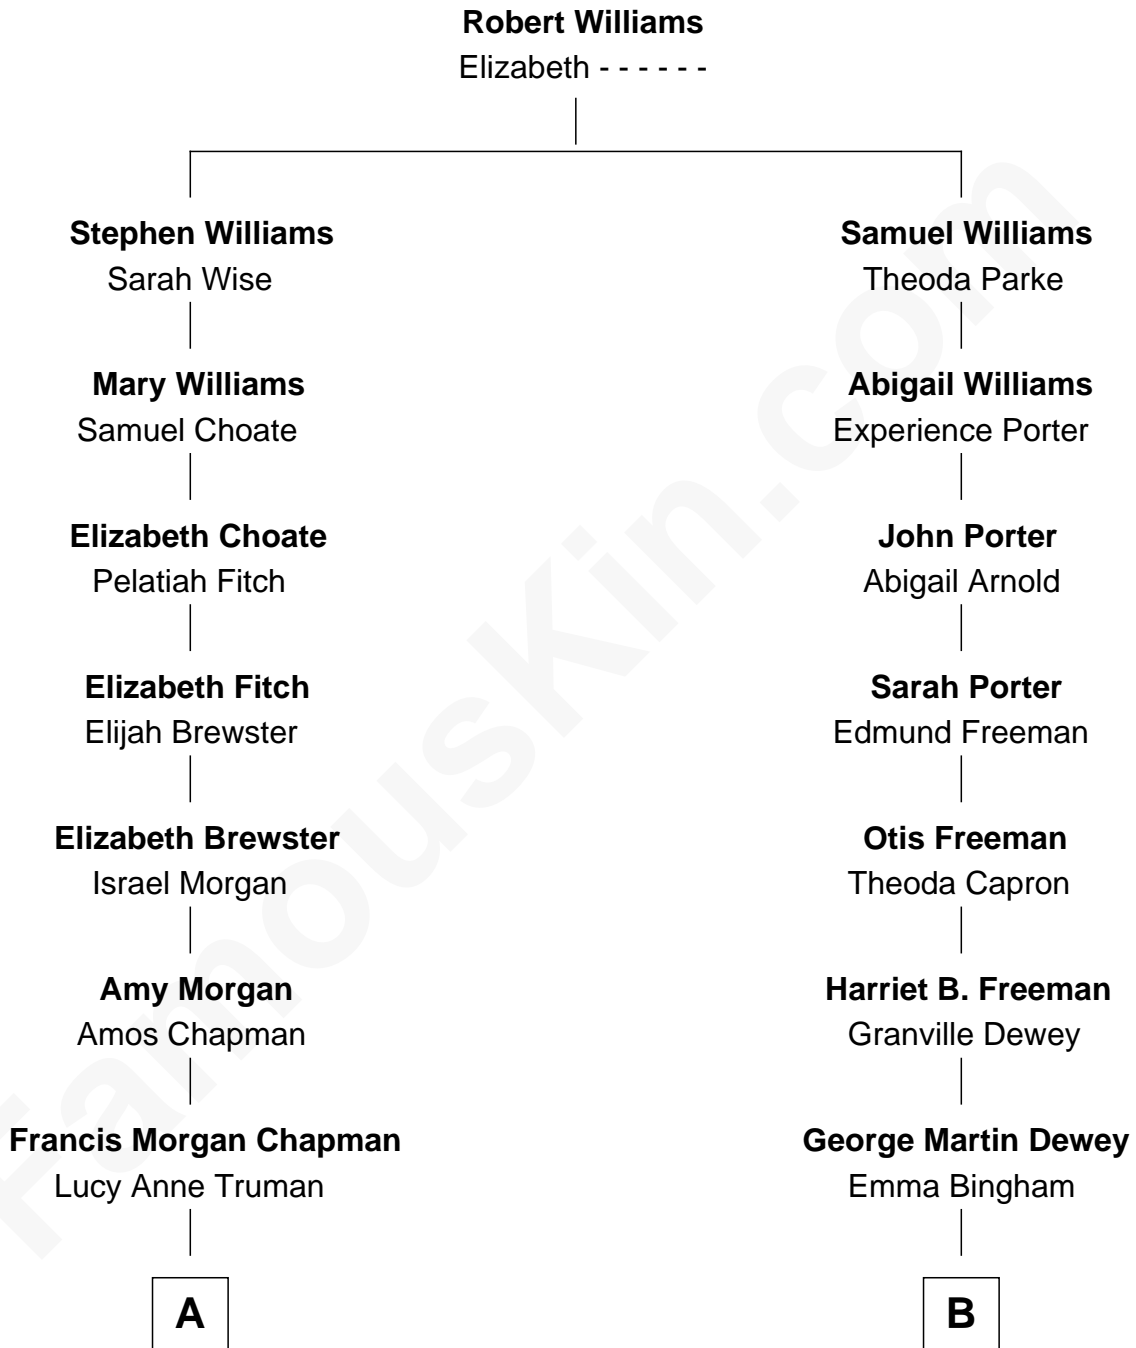 Robert Williams
Elizabeth - - - - - -
Stephen Williams
Sarah Wise
Samuel Williams
Theoda Parke
Mary Williams
Samuel Choate
Abigail Williams
Experience Porter
Elizabeth Choate
Pelatiah Fitch
John Porter
Abigail Arnold
Elizabeth Fitch
Elijah Brewster
Sarah Porter
Edmund Freeman
Elizabeth Brewster
Israel Morgan
Otis Freeman
Theoda Capron
Amy Morgan
Amos Chapman
Harriet B. Freeman
Granville Dewey
Francis Morgan Chapman
Lucy Anne Truman
George Martin Dewey
Emma Bingham
A
B
FamousKin.com